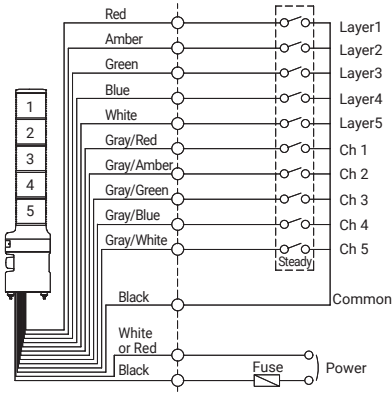 Red
Layer1
Amber
Layer2
Green
Layer3
Blue
Layer4
White
Layer5
Gray/Red
Ch 1
Gray/Amber
Ch 2
Gray/Green
Ch 3
Gray/Blue
Ch 4
Gray/White
Ch 5
Steady
1
2
3
4
5
Black
Common
White
or Red
Black
Fuse
Power